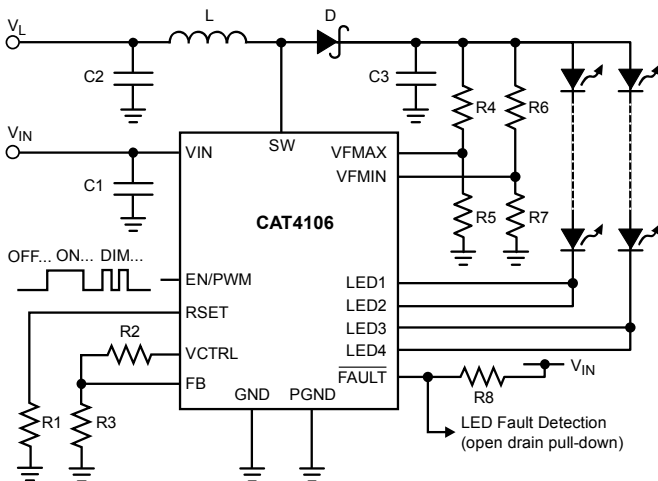 VL
L
D
C2
C3
R4
R6
VIN
VIN
SW
VFMAX
VFMIN
C1
R5
R7
CAT4106
OFF... ON... DIM...
EN/PWM
LED1
LED2
RSET
LED3
R2
VCTRL
LED4
FB
FAULT
VIN
R8
GND
PGND
R1
R3
LED Fault Detection
(open drain pull-down)